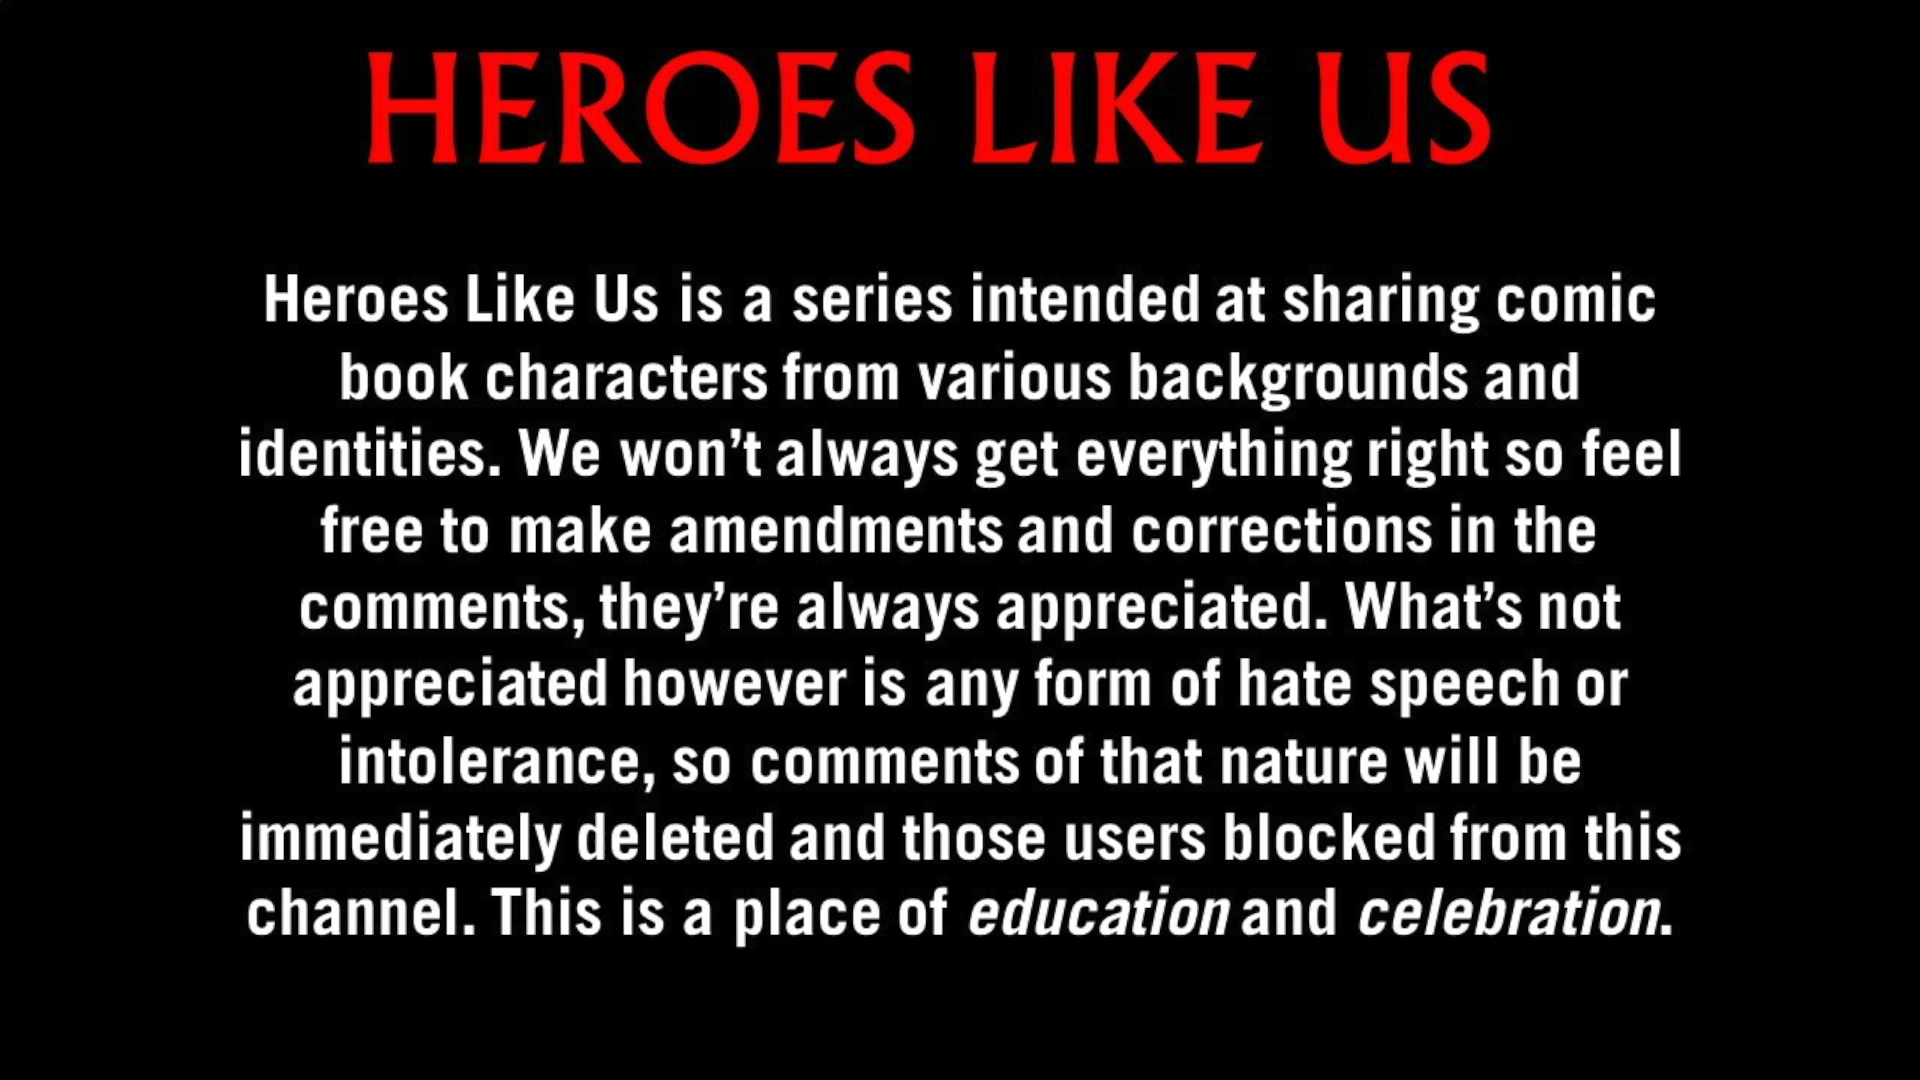 HEROES LIKE US
Heroes Like Us is a series intended at sharing comic
book characters from various backgrounds and
identities. We won’t always get everything right so feel
free to make amendments and corrections in the
comments, they’re always appreciated. What’s not
appreciated however is any form of hate speech or
intolerance, so comments of that nature will be
immediately deleted and those users blocked from this
channel. This is a place of education and celebration.